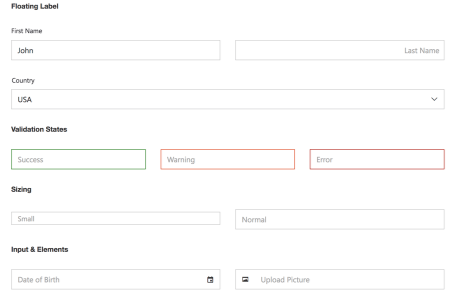 Floating Label
First Name
John
Last Name
Country
USA
Validation States
Success
Warning
Error
Sizing
Small
Normal
Input & Elements
Date of Birth
Upload Picture